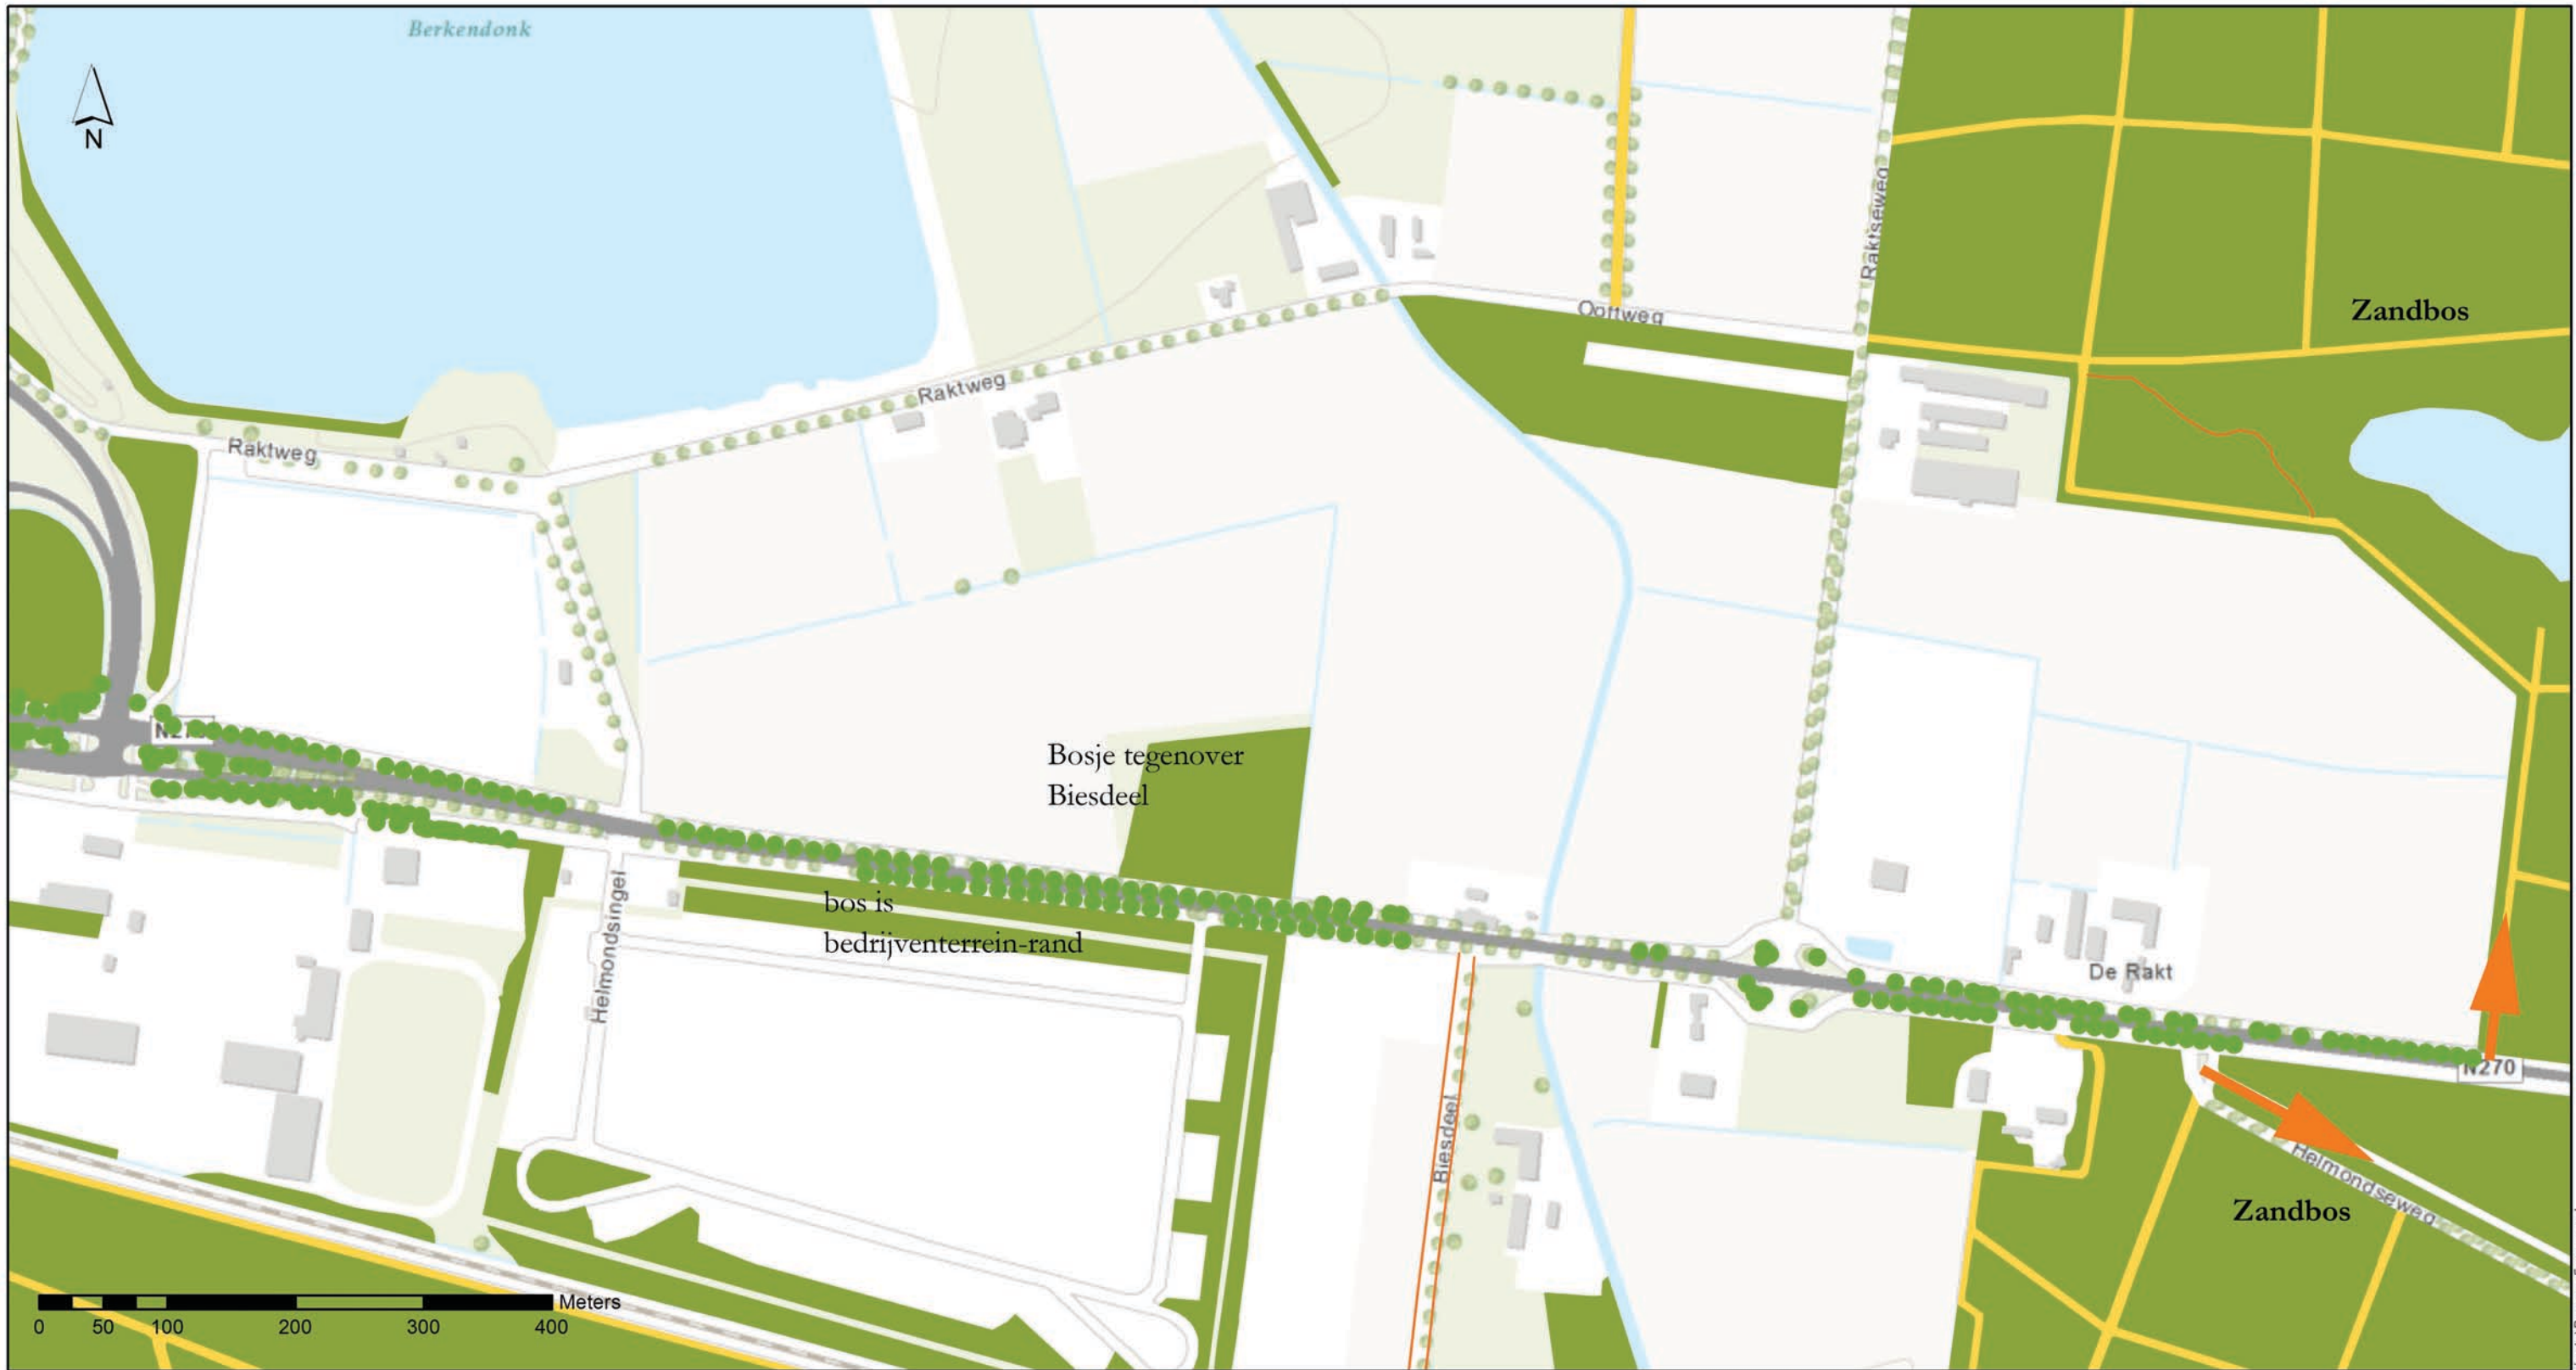 Berkendonk
N
Raktseweg
Zandbos
Oortweg
Raktweg
Raktweg
Bosje tegenover
Biesdeel
bos is
bedrijventerrein-rand
Helmondsingel
De Rakt
N270
Biesdeel
Helmondseweg
Zandbos
Meters
0 50 100 200 300 400